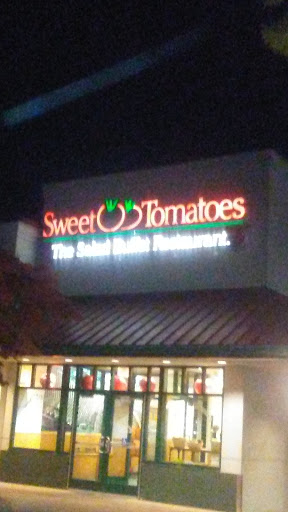 Sweet Tomatoes
The Salad Buffet Restaurant.